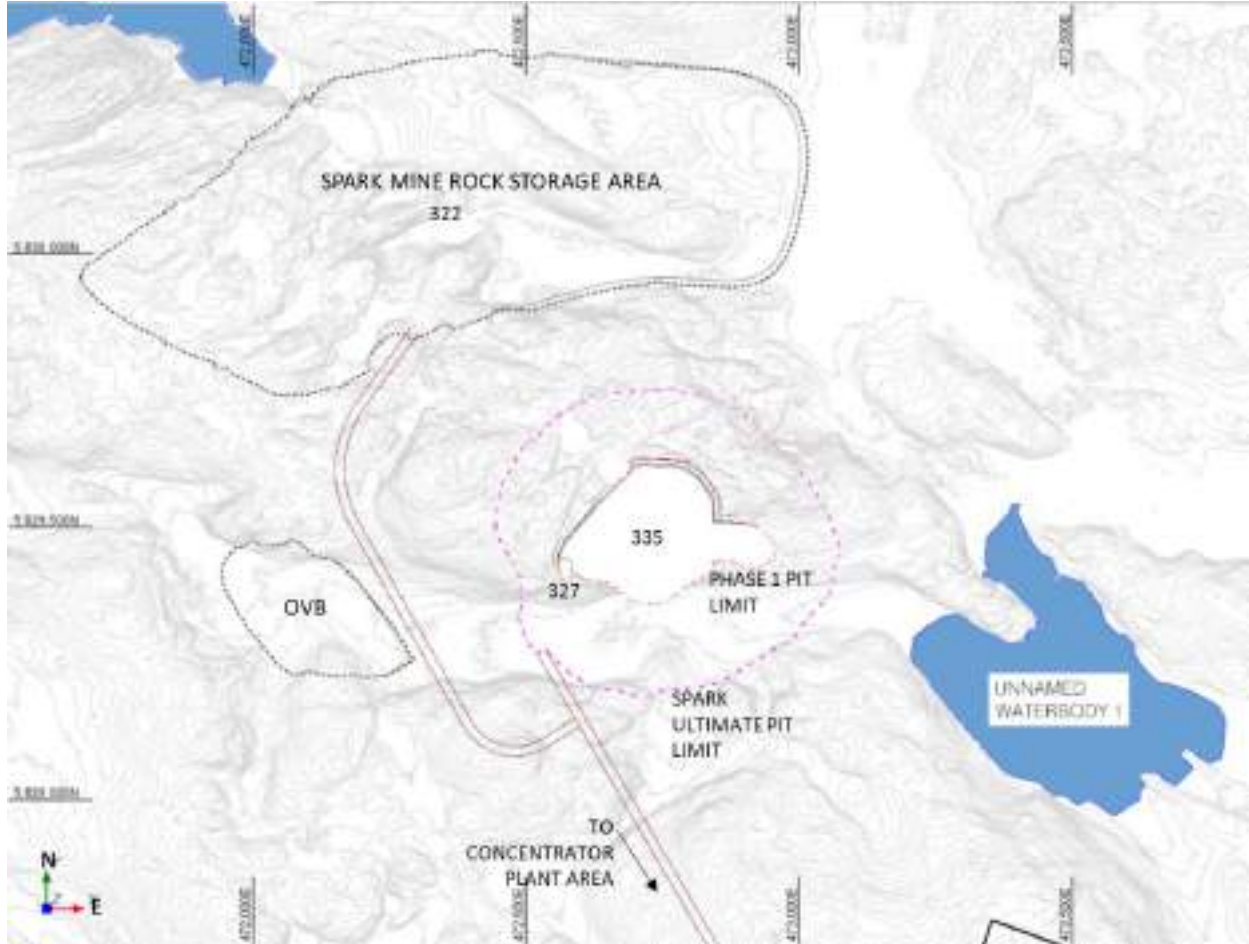 SPARK MINE ROCK STORAGE AREA
322
335
327
PHASE 1 PIT
LIMIT
OVB
SPARK
ULTIMATE PIT
LIMIT
UNNAMED
WATERBODY 1
TO
CONCENTRATOR
PLANT AREA
N
E